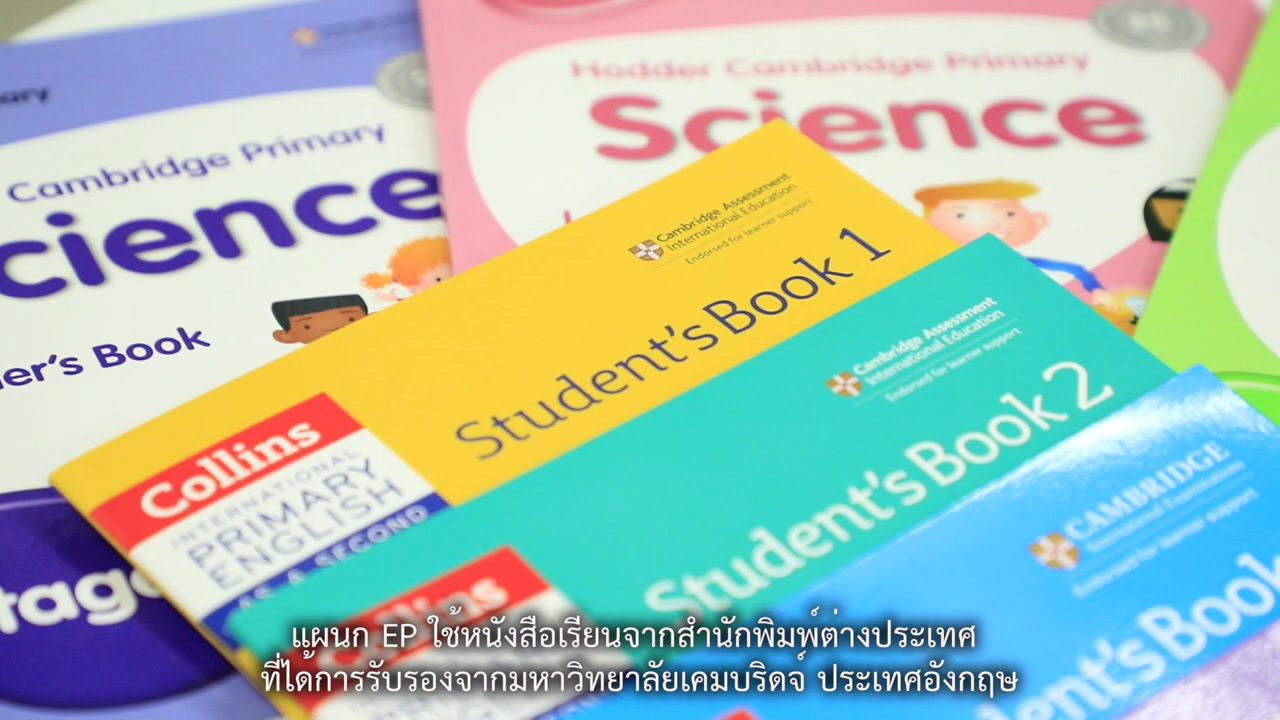 Cambridge Primary
Hodder Cambridge Primary
Science
Cambridge Assessment
International Education
Endorsed for learner support
Student's Book 1
Collins
INTERNATIONAL
PRIMARY
ENGLISH
AS A SECOND
Cambridge Assessment
International Education
Endorsed for learner support
Student's Book 2
Collins
CAMBRIDGE
International Examinations
Endorsed for learner support
แผนก EP ใช้หนังสือเรียนจากสำนักพิมพ์ต่างประเทศ
ที่ได้การรับรองจากมหาวิทยาลัยเคมบริดจ์ ประเทศอังกฤษ